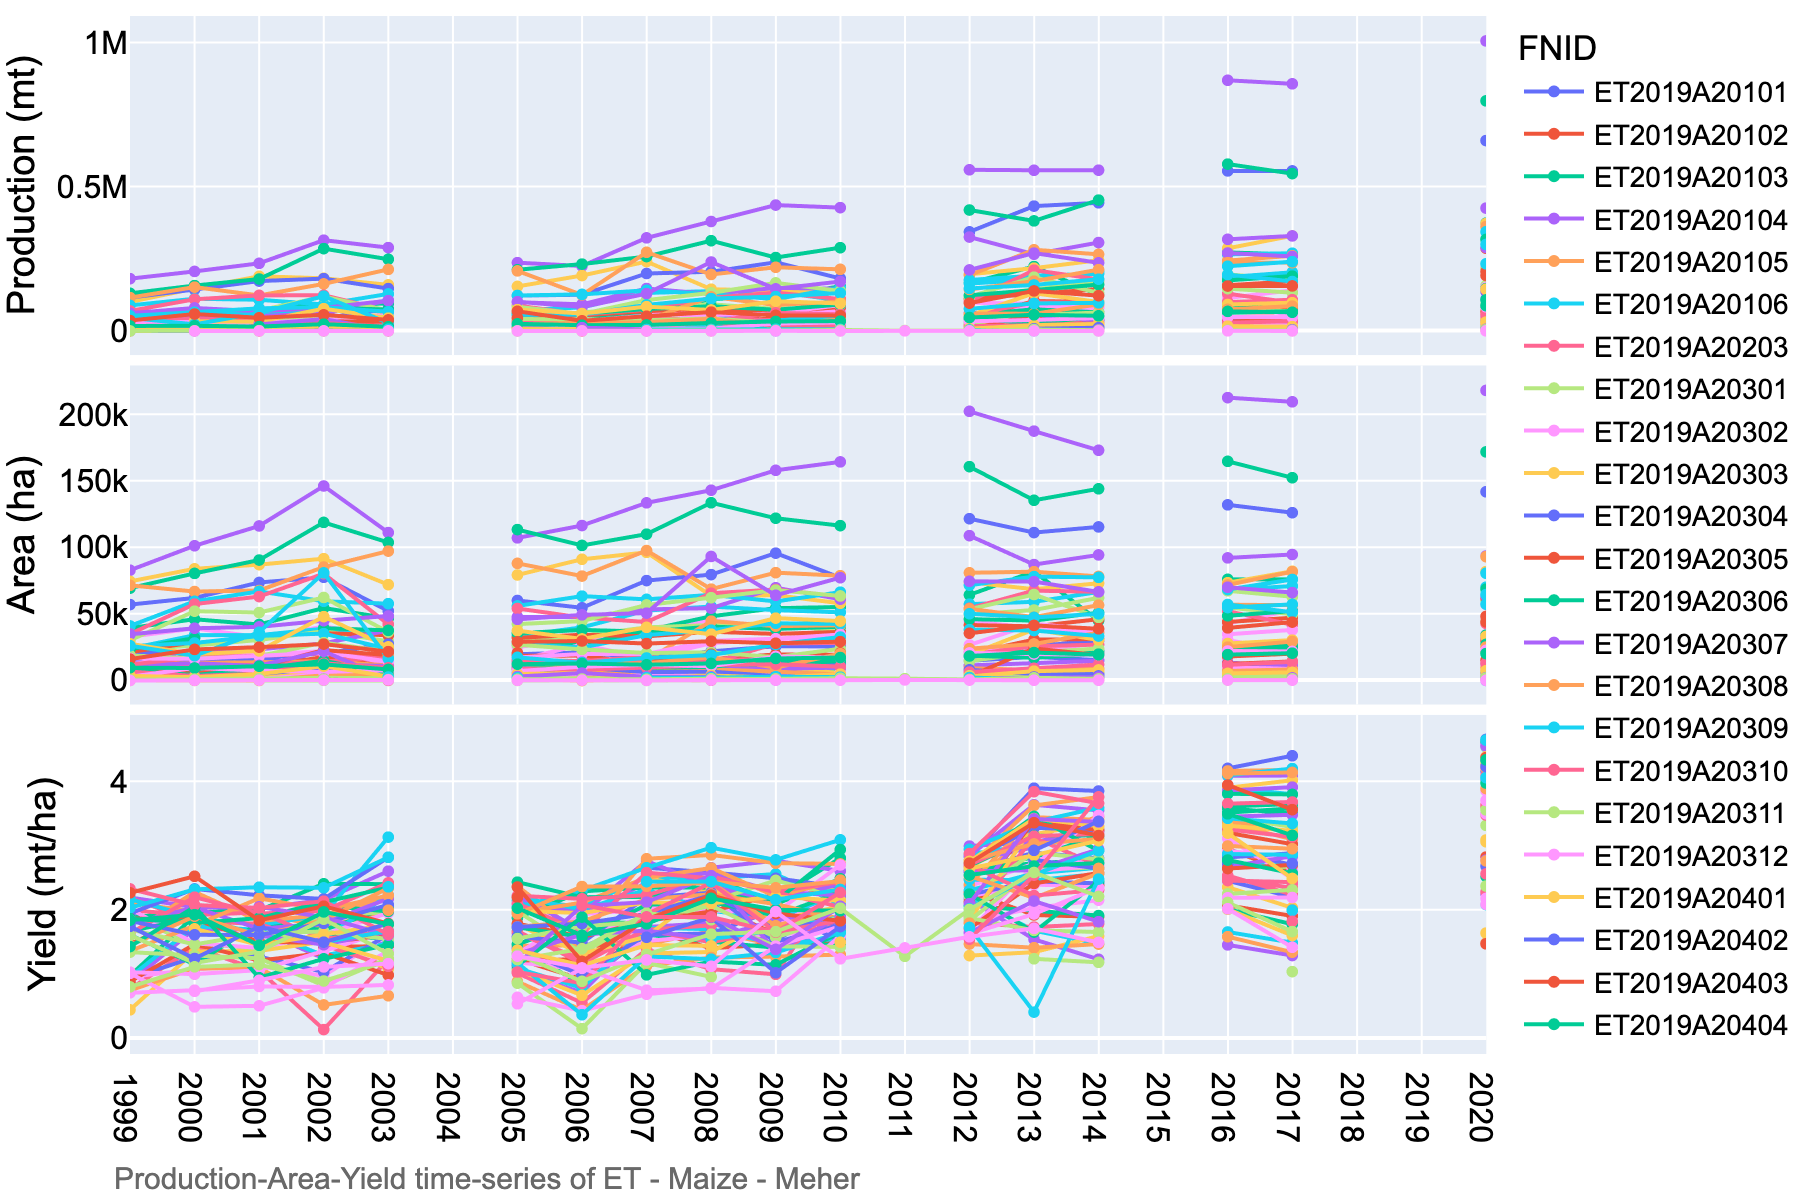 Production (mt)
1M
0.5M
0
Area (ha)
200k
150k
100k
50k
0
Yield (mt/ha)
4
2
0
1999
2000
2001
2002
2003
2004
2005
2006
2007
2008
2009
2010
2011
2012
2013
2014
2015
2016
2017
2018
2019
2020
Production-Area-Yield time-series of ET - Maize - Meher
FNID
ET2019A20101
ET2019A20102
ET2019A20103
ET2019A20104
ET2019A20105
ET2019A20106
ET2019A20203
ET2019A20301
ET2019A20302
ET2019A20303
ET2019A20304
ET2019A20305
ET2019A20306
ET2019A20307
ET2019A20308
ET2019A20309
ET2019A20310
ET2019A20311
ET2019A20312
ET2019A20401
ET2019A20402
ET2019A20403
ET2019A20404